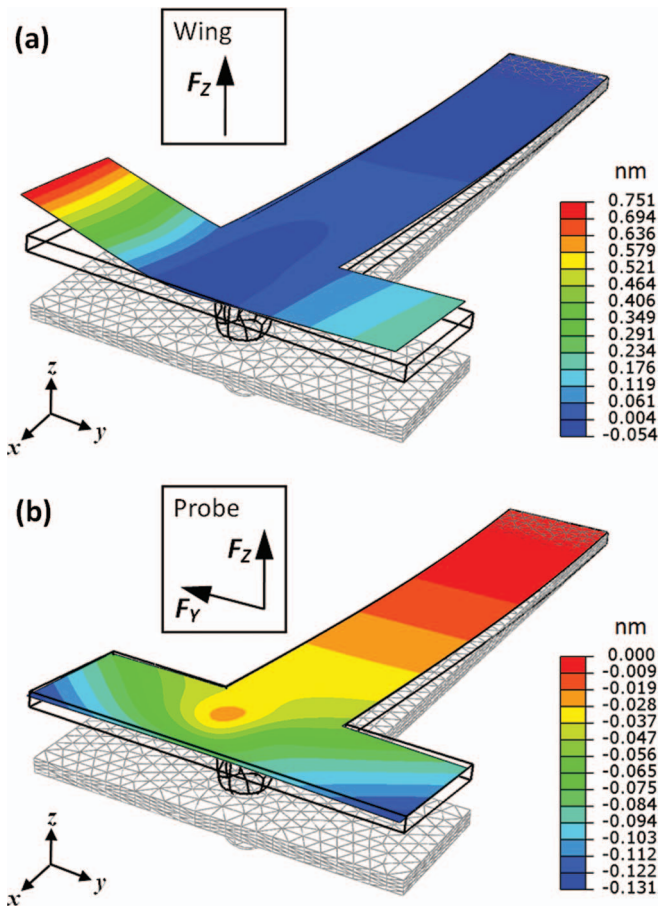 (a)
Wing
FZ
nm
0.751
0.694
0.636
0.579
0.521
0.464
0.406
0.349
0.291
0.234
0.176
0.119
0.061
0.004
-0.054
z
x
y
(b)
Probe
FZ
FY
nm
0.000
-0.009
-0.019
-0.028
-0.037
-0.047
-0.056
-0.065
-0.075
-0.084
-0.094
-0.103
-0.112
-0.122
-0.131
z
x
y